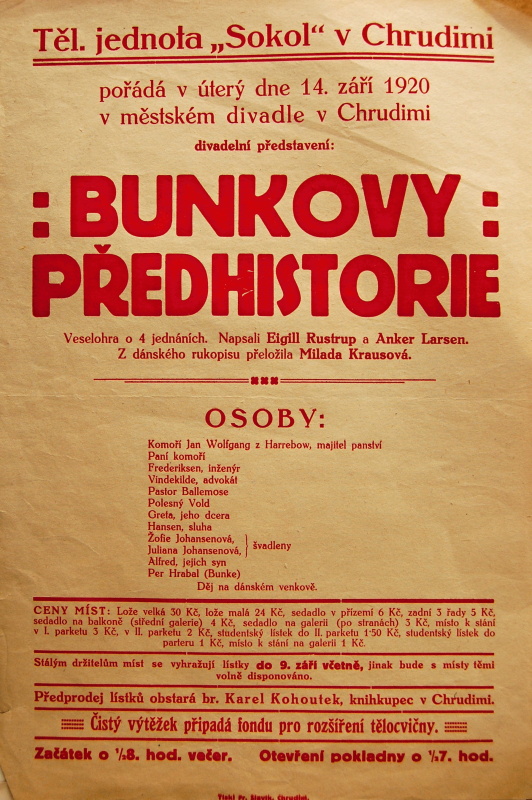 Těl. jednota „Sokol“ v Chrudimi
pořádá v úterý dne 14. září 1920
v městském divadle v Chrudimi
divadelní představení:
: BUNKOVY :
PŘEDHISTORIE
Veselohra o 4 jednáních. Napsali Eigill Rustrup a Anker Larsen.
Z dánského rukopisu přeložila Milada Krausová.
OSOBY:
Komoří Jan Wolfgang z Harrebow, majitel panství
Paní komoří
Frederiksen, inženýr
Vindekilde, advokát
Pastor Ballemose
Polesný Vold
Greta, jeho dcera
Hansen, sluha
Žofie Johansenová,
Juliana Johansenová, } švadleny
Alfred, jejích syn
Per Hrabal (Bunke)
Děj na dánském venkově.
CENY MÍST: Lože velká 30 Kč, lože malá 24 Kč, sedadlo v přízemí 6 Kč, zadní 3 řady 5 Kč,
sedadlo na balkoně (střední galerie) 4 Kč, sedadlo na galerii (po stranách) 3 Kč, místo k stání
v I. parketu 3 Kč, v II. parketu 2 Kč, studentský lístek do II. parketu 1·50 Kč, studentský lístek do
parteru 1 Kč, místo k stání na galerii 1 Kč.
Stálým držitelům míst se vyhražují lístky do 9. září včetně, jinak bude s místy těmi
volně disponováno.
Předprodej lístků obstará br. Karel Kohoutek, knihkupec v Chrudimi.
Čistý výtěžek připadá fondu pro rozšíření tělocvičny.
Začátek o ½8. hod. večer. Otevření pokladny o ½7. hod.
Tiskl Fr. Slavík, Chrudim.